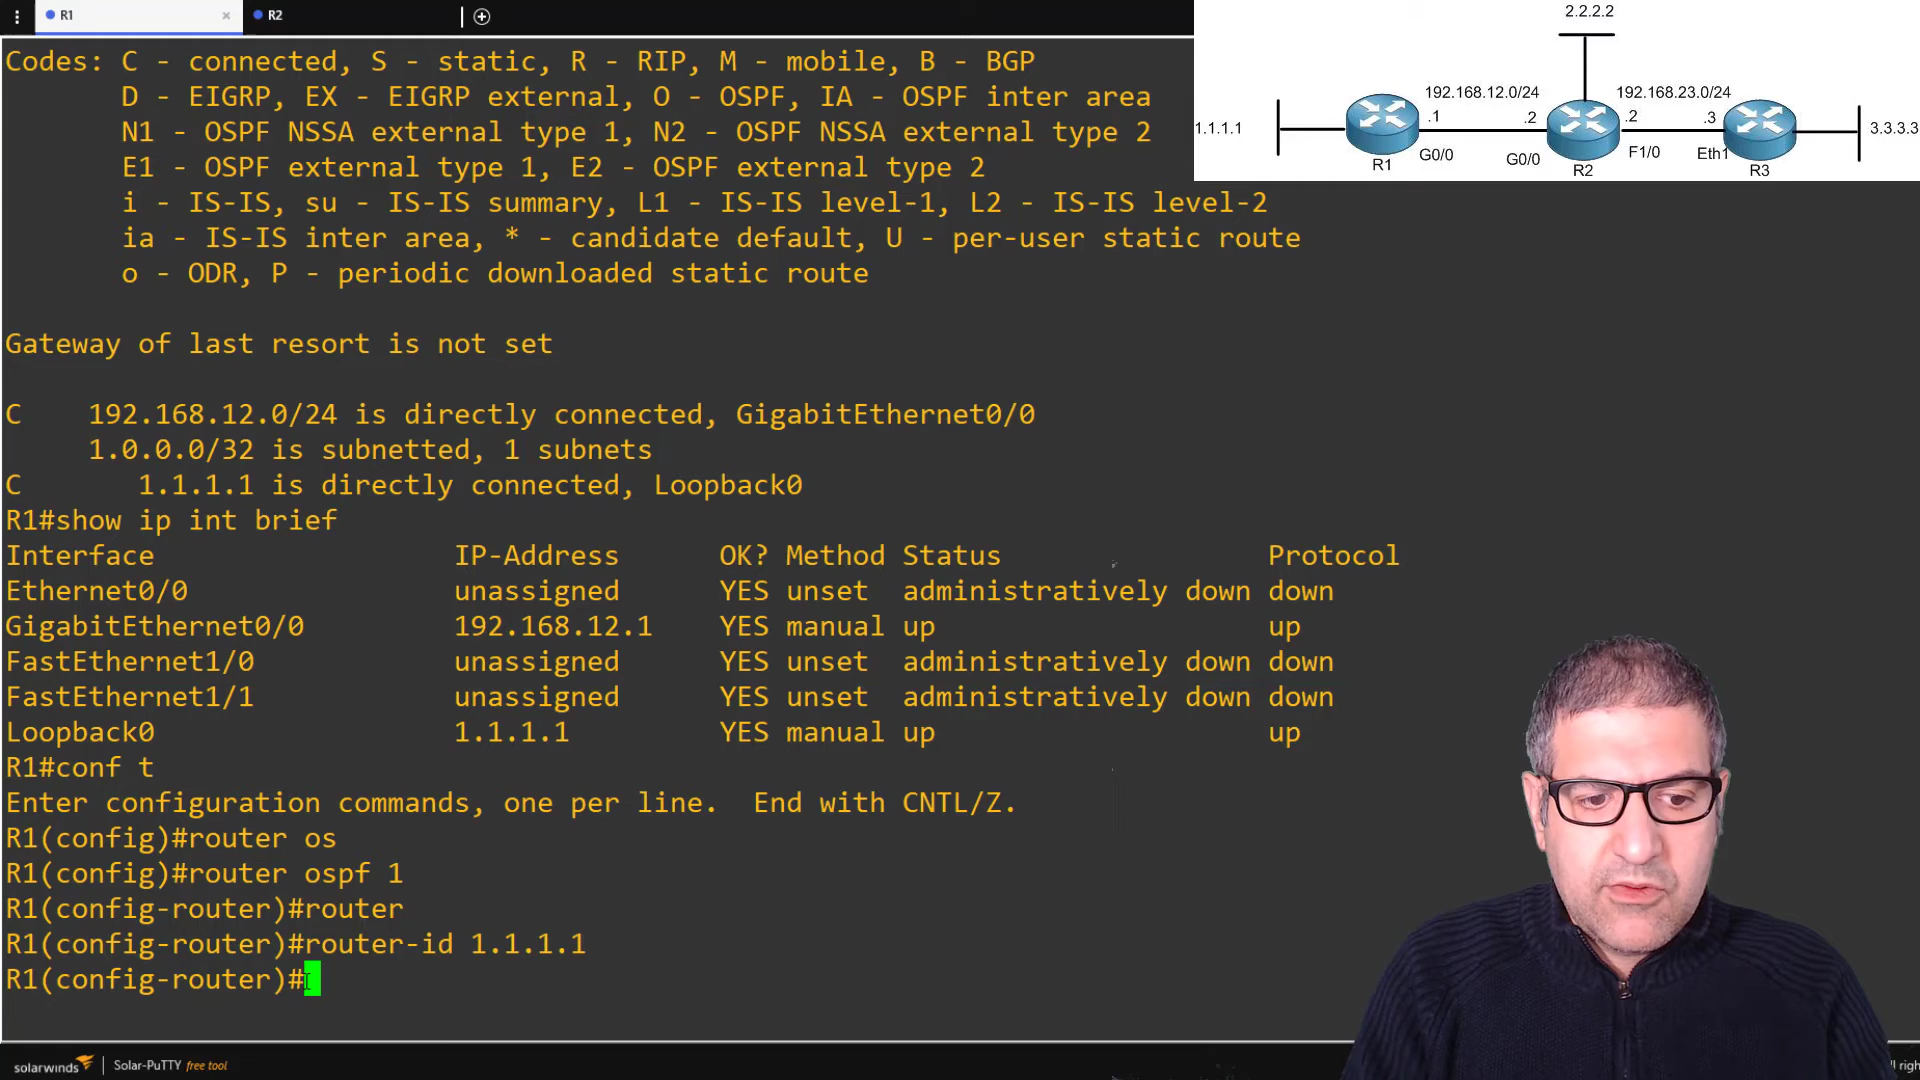 R1
R2
Codes: C - connected, S - static, R - RIP, M - mobile, B - BGP
D - EIGRP, EX - EIGRP external, O - OSPF, IA - OSPF inter area
N1 - OSPF NSSA external type 1, N2 - OSPF NSSA external type 2
E1 - OSPF external type 1, E2 - OSPF external type 2
i - IS-IS, su - IS-IS summary, L1 - IS-IS level-1, L2 - IS-IS level-2
ia - IS-IS inter area, * - candidate default, U - per-user static route
o - ODR, P - periodic downloaded static route
Gateway of last resort is not set
C 192.168.12.0/24 is directly connected, GigabitEthernet0/0
1.0.0.0/32 is subnetted, 1 subnets
C 1.1.1.1 is directly connected, Loopback0
R1#show ip int brief
Interface IP-Address OK? Method Status Protocol
Ethernet0/0 unassigned YES unset administratively down down
GigabitEthernet0/0 192.168.12.1 YES manual up up
FastEthernet1/0 unassigned YES unset administratively down down
FastEthernet1/1 unassigned YES unset administratively down down
Loopback0 1.1.1.1 YES manual up up
R1#conf t
Enter configuration commands, one per line. End with CNTL/Z.
R1(config)#router os
R1(config)#router ospf 1
R1(config-router)#router
R1(config-router)#router-id 1.1.1.1
R1(config-router)#
2.2.2.2
192.168.12.0/24 192.168.23.0/24
1.1.1.1 .1 .2 .2 .3 3.3.3.3
G0/0 G0/0 F1/0 Eth1
R1 R2 R3
solarwinds Solar-PuTTY free tool